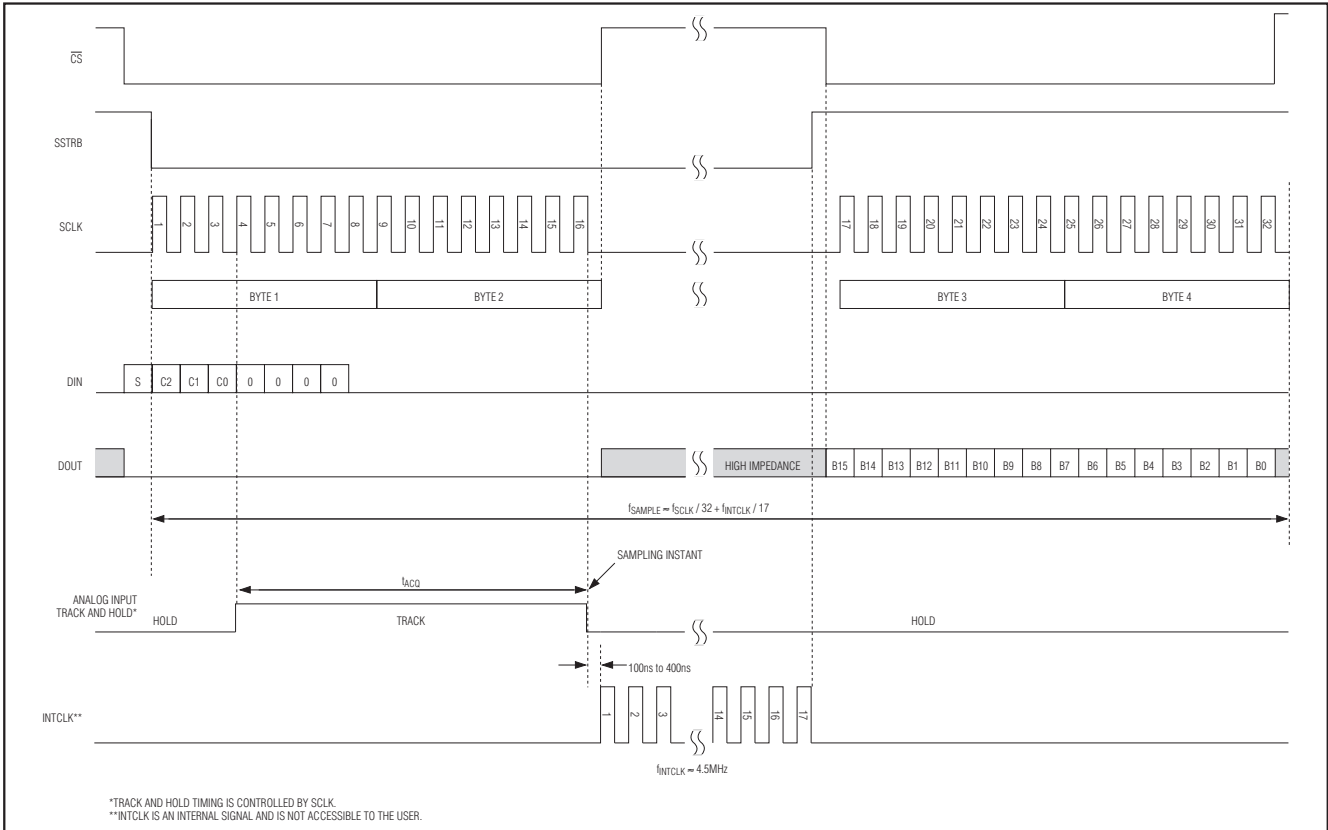 CS
SSTRB
SCLK
1 2 3 4 5 6 7 8 9 10 11 12 13 14 15 16 17 18 19 20 21 22 23 24 25 26 27 28 29 30 31 32
BYTE 1 BYTE 2 BYTE 3 BYTE 4
DIN
S C2 C1 C0 0 0 0 0
DOUT
HIGH IMPEDANCE B15 B14 B13 B12 B11 B10 B9 B8 B7 B6 B5 B4 B3 B2 B1 B0
fSAMPLE ≈ fSCLK / 32 + fINTCLK / 17
SAMPLING INSTANT
tACQ
ANALOG INPUT
TRACK AND HOLD*
HOLD TRACK HOLD
100ns to 400ns
INTCLK**
1 2 3 14 15 16 17
fINTCLK ≈ 4.5MHz
*TRACK AND HOLD TIMING IS CONTROLLED BY SCLK.
**INTCLK IS AN INTERNAL SIGNAL AND IS NOT ACCESSIBLE TO THE USER.